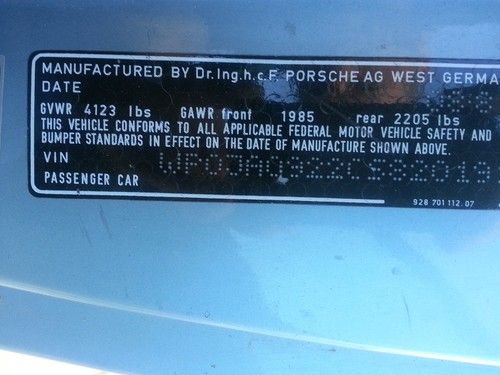 MANUFACTURED BY Dr.Ing.h.c.F. PORSCHE AG WEST GERMA
DATE
GVWR 4123 lbs GAWR front 1985 rear 2205 lbs
THIS VEHICLE CONFORMS TO ALL APPLICABLE FEDERAL MOTOR VEHICLE SAFETY AND
BUMPER STANDARDS IN EFFECT ON THE DATE OF MANUFACTURE SHOWN ABOVE.
VIN
PASSENGER CAR
928 701 112.07